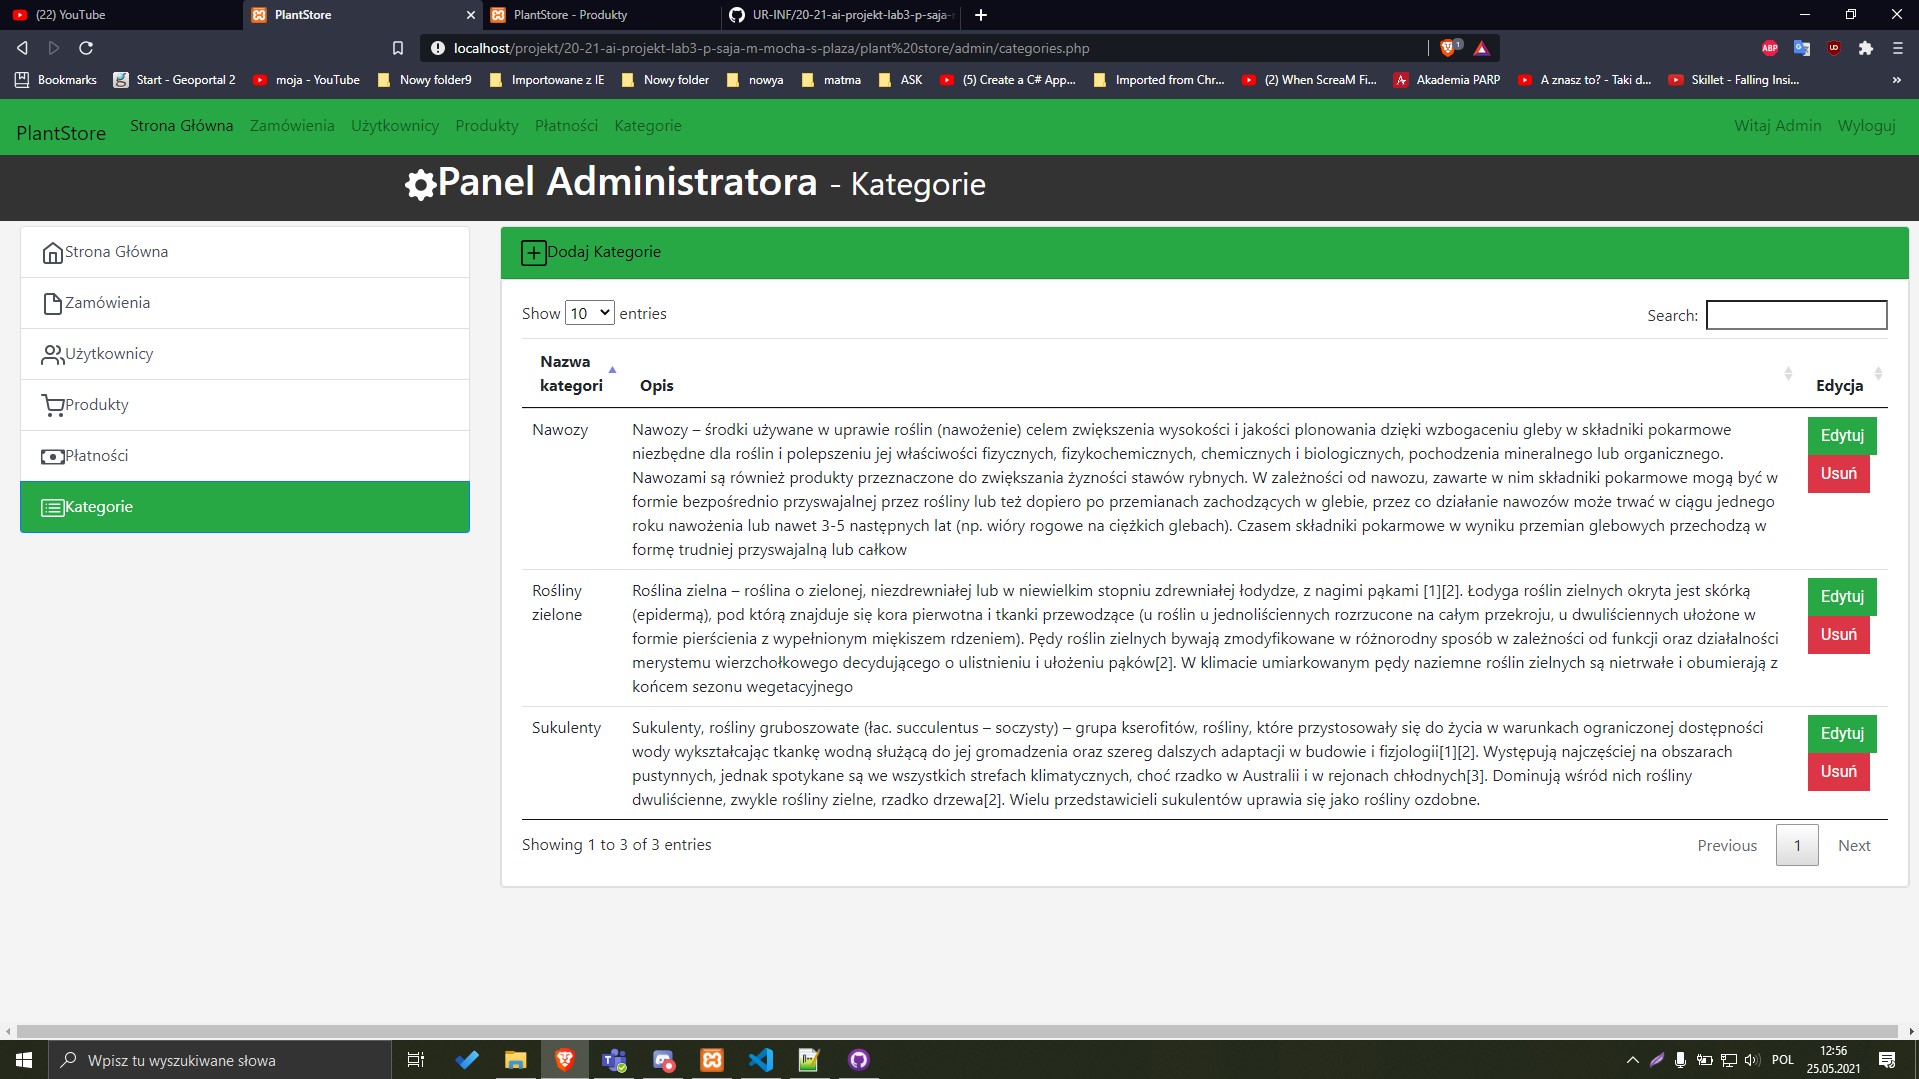 (22) YouTube
PlantStore
PlantStore - Produkty
UR-INF/20-21-ai-projekt-lab3-p-saja-
localhost/projekt/20-21-ai-projekt-lab3-p-saja-m-mocha-s-plaza/plant%20store/admin/categories.php
1
ABP
Bookmarks
Start - Geoportal 2
moja - YouTube
Nowy folder9
Importowane z IE
Nowy folder
nowya
matma
ASK
(5) Create a C# App...
Imported from Chr...
(2) When ScreaM Fi...
Akademia PARP
A znasz to? - Taki d...
Skillet - Falling Insi...
»
PlantStore
Strona Główna
Zamówienia
Użytkownicy
Produkty
Płatności
Kategorie
Witaj Admin
Wyloguj
Panel Administratora - Kategorie
Strona Główna
Zamówienia
Użytkownicy
Produkty
Płatności
Kategorie
Dodaj Kategorie
Show 10 entries
Search:
Nazwa
kategori
Opis
Edycja
Nawozy
Nawozy – środki używane w uprawie roślin (nawożenie) celem zwiększenia wysokości i jakości plonowania dzięki wzbogaceniu gleby w składniki pokarmowe
niezbędne dla roślin i polepszeniu jej właściwości fizycznych, fizykochemicznych, chemicznych i biologicznych, pochodzenia mineralnego lub organicznego.
Nawozami są również produkty przeznaczone do zwiększania żyzności stawów rybnych. W zależności od nawozu, zawarte w nim składniki pokarmowe mogą być w
formie bezpośrednio przyswajalnej przez rośliny lub też dopiero po przemianach zachodzących w glebie, przez co działanie nawozów może trwać w ciągu jednego
roku nawożenia lub nawet 3-5 następnych lat (np. wióry rogowe na ciężkich glebach). Czasem składniki pokarmowe w wyniku przemian glebowych przechodzą w
formę trudniej przyswajalną lub całkow
Edytuj
Usuń
Rośliny
zielone
Roślina zielna – roślina o zielonej, niezdrewniałej lub w niewielkim stopniu zdrewniałej łodydze, z nagimi pąkami [1][2]. Łodyga roślin zielnych okryta jest skórką
(epidermą), pod którą znajduje się kora pierwotna i tkanki przewodzące (u roślin u jednoliściennych rozrzucone na całym przekroju, u dwuliściennych ułożone w
formie pierścienia z wypełnionym miękiszem rdzeniem). Pędy roślin zielnych bywają zmodyfikowane w różnorodny sposób w zależności od funkcji oraz działalności
merystemu wierzchołkowego decydującego o ulistnieniu i ułożeniu pąków[2]. W klimacie umiarkowanym pędy naziemne roślin zielnych są nietrwałe i obumierają z
końcem sezonu wegetacyjnego
Edytuj
Usuń
Sukulenty
Sukulenty, rośliny gruboszowate (łac. succulentus – soczysty) – grupa kserofitów, rośliny, które przystosowały się do życia w warunkach ograniczonej dostępności
wody wykształcając tkankę wodną służącą do jej gromadzenia oraz szereg dalszych adaptacji w budowie i fizjologii[1][2]. Występują najczęściej na obszarach
pustynnych, jednak spotykane są we wszystkich strefach klimatycznych, choć rzadko w Australii i w rejonach chłodnych[3]. Dominują wśród nich rośliny
dwuliścienne, zwykle rośliny zielne, rzadko drzewa[2]. Wielu przedstawicieli sukulentów uprawia się jako rośliny ozdobne.
Edytuj
Usuń
Showing 1 to 3 of 3 entries
Previous
1
Next
Wpisz tu wyszukiwane słowa
POL
12:56
25.05.2021